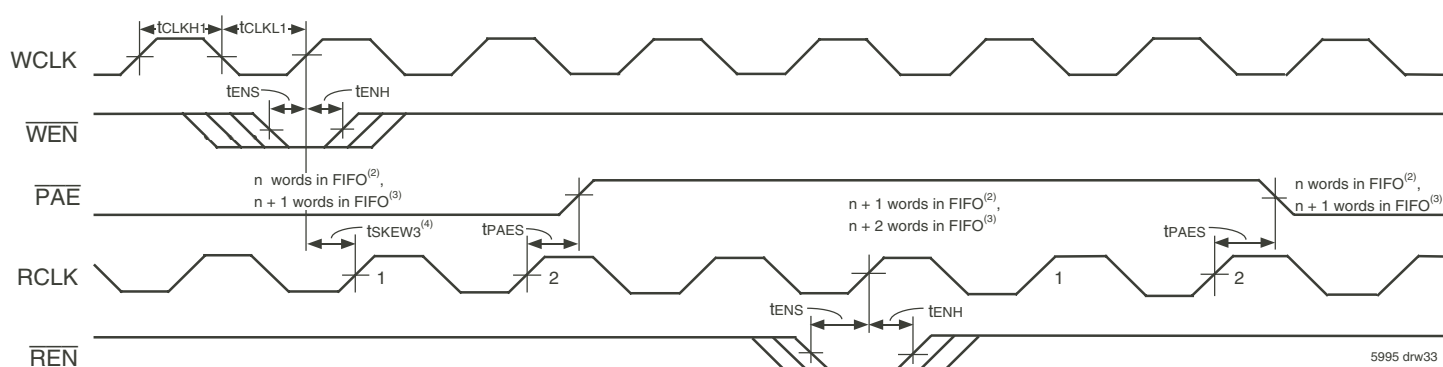 tCLKH1 tCLKL1
WCLK
tENS tENH
WEN
n words in FIFO(2),
n + 1 words in FIFO(3)
PAE
n + 1 words in FIFO(2),
n + 2 words in FIFO(3)
n words in FIFO(2),
n + 1 words in FIFO(3)
tSKEW3(4) tPAES tPAES
RCLK 1 2 1 2
tENS tENH
REN
5995 drw33